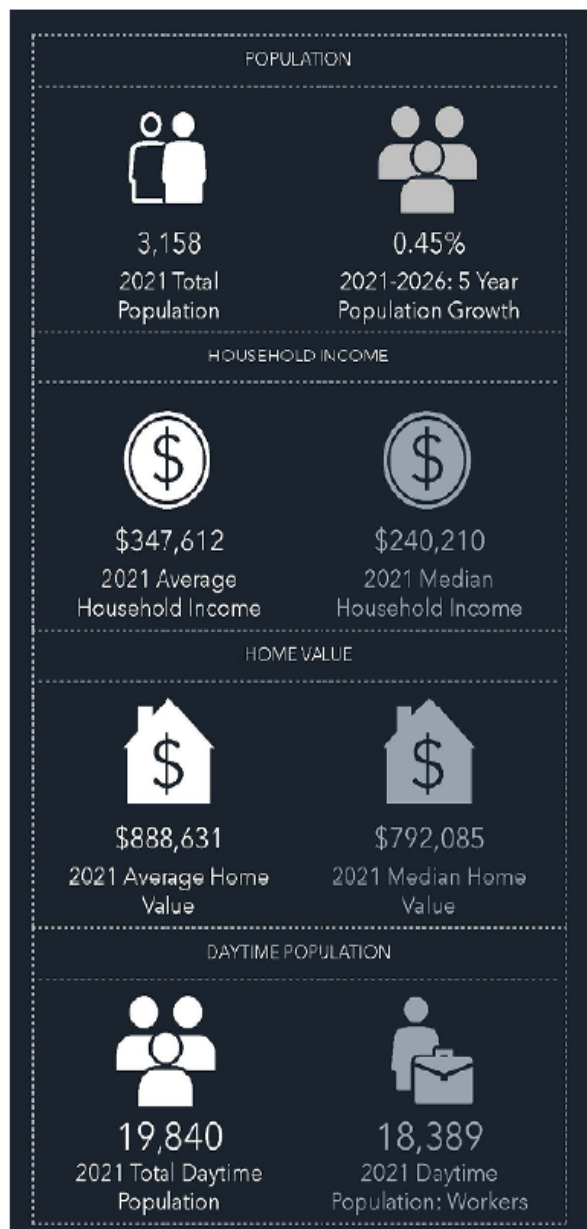 POPULATION
3,158
2021 Total
Population
0.45%
2021-2026: 5 Year
Population Growth
HOUSEHOLD INCOME
$
$347,612
2021 Average
Household Income
$
$240,210
2021 Median
Household Income
HOME VALUE
$
$888,631
2021 Average Home
Value
$
$792,085
2021 Median Home
Value
DAYTIME POPULATION
19,840
2021 Total Daytime
Population
18,389
2021 Daytime
Population: Workers